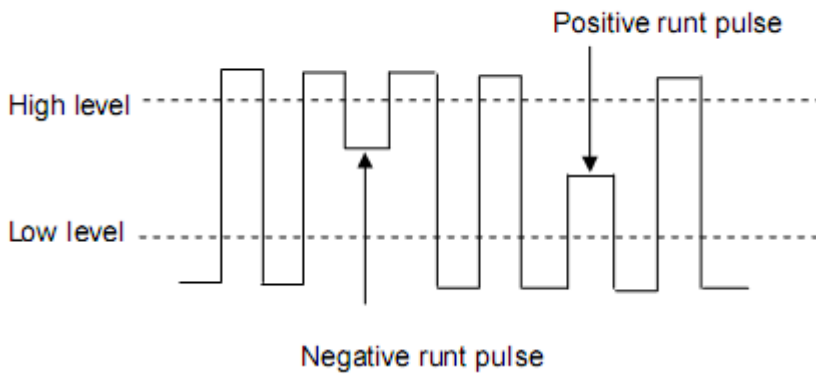 Positive runt pulse
High level
Low level
Negative runt pulse